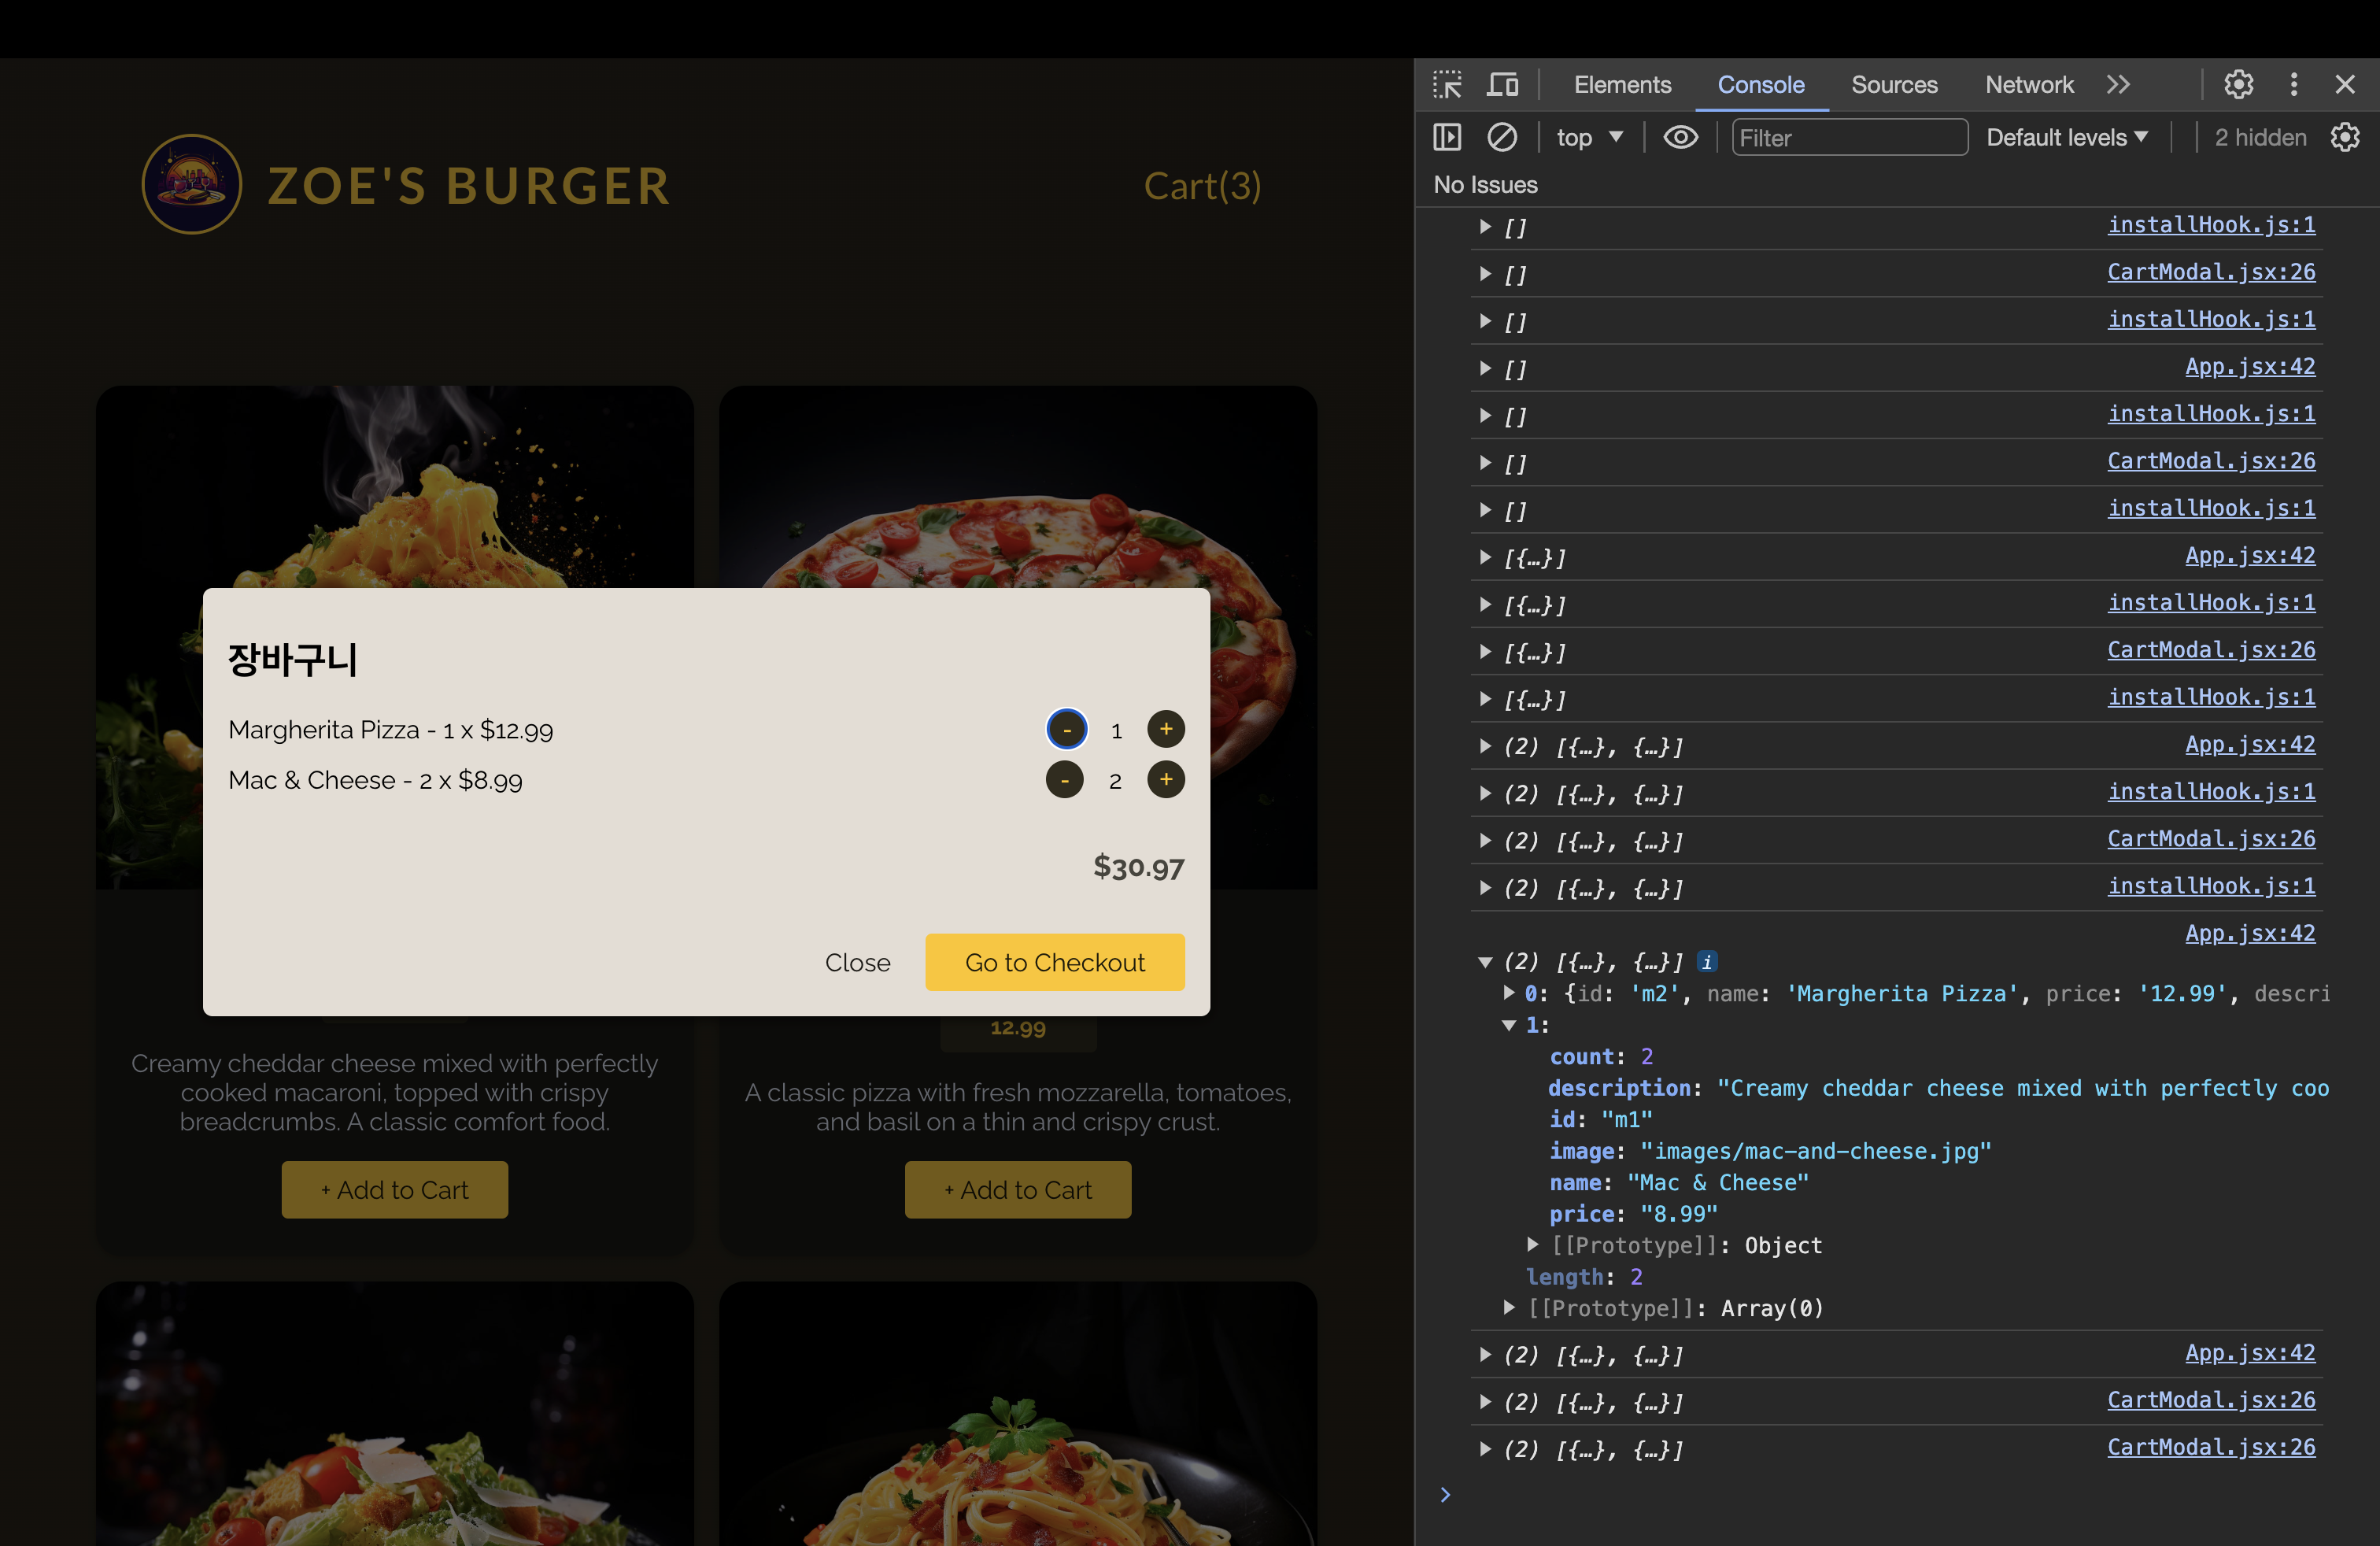 ZOE'S BURGER
Cart(3)
장바구니
Margherita Pizza - 1 x $12.99
- 1 +
Mac & Cheese - 2 x $8.99
- 2 +
$30.97
Close
Go to Checkout
12.99
Creamy cheddar cheese mixed with perfectly
cooked macaroni, topped with crispy
breadcrumbs. A classic comfort food.
+ Add to Cart
A classic pizza with fresh mozzarella, tomatoes,
and basil on a thin and crispy crust.
+ Add to Cart
Elements Console Sources Network
top Filter Default levels 2 hidden
No Issues
[] installHook.js:1
[] CartModal.jsx:26
[] installHook.js:1
[] App.jsx:42
[] installHook.js:1
[] CartModal.jsx:26
[] installHook.js:1
[{…}] App.jsx:42
[{…}] installHook.js:1
[{…}] CartModal.jsx:26
[{…}] installHook.js:1
(2) [{…}, {…}] App.jsx:42
(2) [{…}, {…}] installHook.js:1
(2) [{…}, {…}] CartModal.jsx:26
(2) [{…}, {…}] installHook.js:1
App.jsx:42
(2) [{…}, {…}] i
0: {id: 'm2', name: 'Margherita Pizza', price: '12.99', descri
1:
count: 2
description: "Creamy cheddar cheese mixed with perfectly coo
id: "m1"
image: "images/mac-and-cheese.jpg"
name: "Mac & Cheese"
price: "8.99"
[[Prototype]]: Object
length: 2
[[Prototype]]: Array(0)
(2) [{…}, {…}] App.jsx:42
(2) [{…}, {…}] CartModal.jsx:26
(2) [{…}, {…}] CartModal.jsx:26